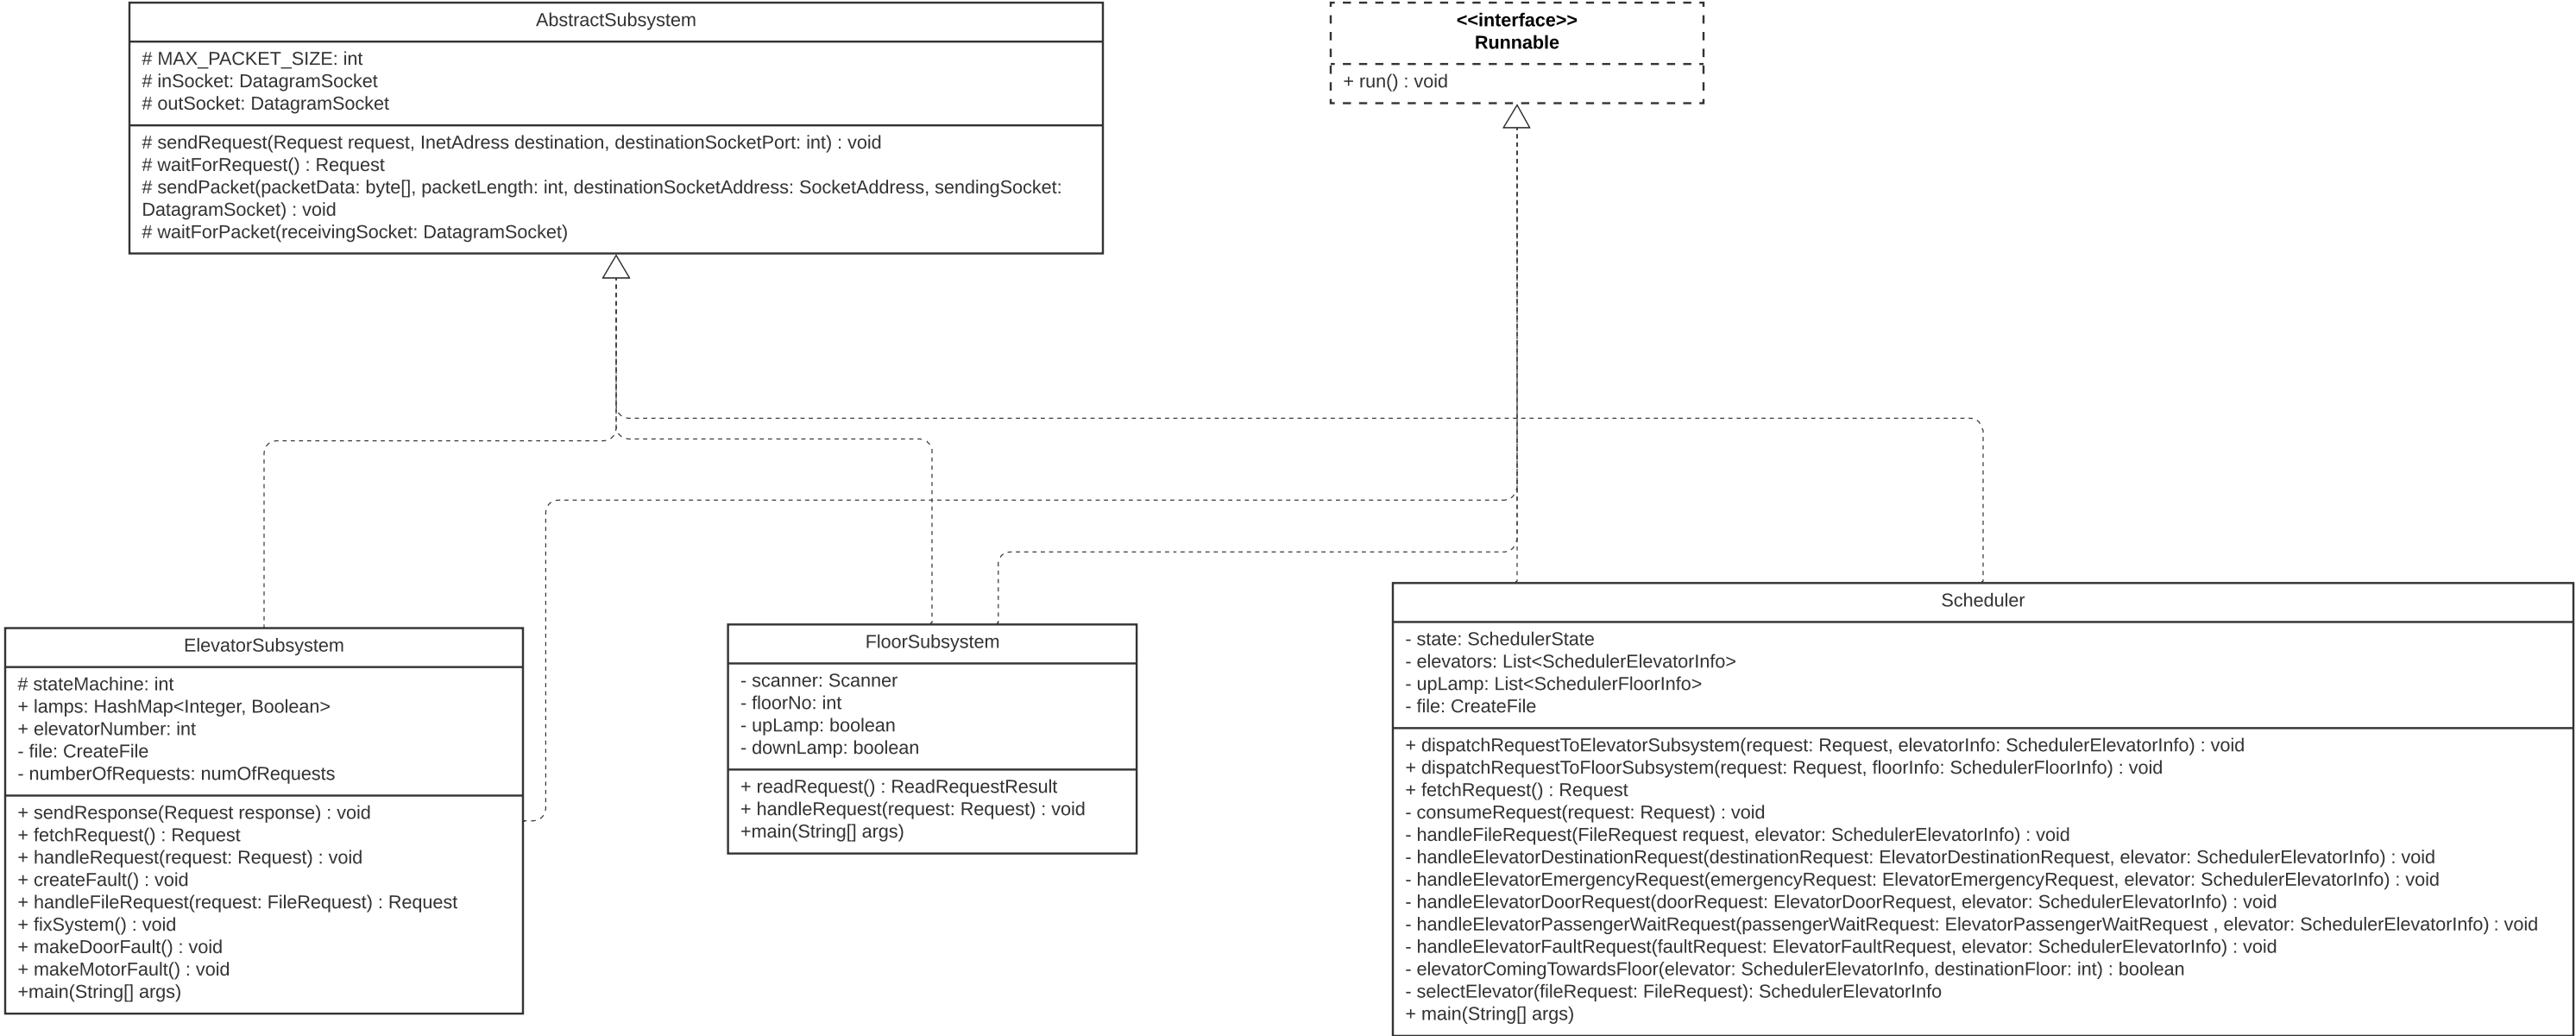 AbstractSubsystem
# MAX_PACKET_SIZE: int
# inSocket: DatagramSocket
# outSocket: DatagramSocket
# sendRequest(Request request, InetAdress destination, destinationSocketPort: int) : void
# waitForRequest() : Request
# sendPacket(packetData: byte[], packetLength: int, destinationSocketAddress: SocketAddress, sendingSocket:
DatagramSocket) : void
# waitForPacket(receivingSocket: DatagramSocket)
<<interface>>
Runnable
+ run() : void
ElevatorSubsystem
# stateMachine: int
+ lamps: HashMap<Integer, Boolean>
+ elevatorNumber: int
- file: CreateFile
- numberOfRequests: numOfRequests
+ sendResponse(Request response) : void
+ fetchRequest() : Request
+ handleRequest(request: Request) : void
+ createFault() : void
+ handleFileRequest(request: FileRequest) : Request
+ fixSystem() : void
+ makeDoorFault() : void
+ makeMotorFault() : void
+main(String[] args)
FloorSubsystem
- scanner: Scanner
- floorNo: int
- upLamp: boolean
- downLamp: boolean
+ readRequest() : ReadRequestResult
+ handleRequest(request: Request) : void
+main(String[] args)
Scheduler
- state: SchedulerState
- elevators: List<SchedulerElevatorInfo>
- upLamp: List<SchedulerFloorInfo>
- file: CreateFile
+ dispatchRequestToElevatorSubsystem(request: Request, elevatorInfo: SchedulerElevatorInfo) : void
+ dispatchRequestToFloorSubsystem(request: Request, floorInfo: SchedulerFloorInfo) : void
+ fetchRequest() : Request
- consumeRequest(request: Request) : void
- handleFileRequest(FileRequest request, elevator: SchedulerElevatorInfo) : void
- handleElevatorDestinationRequest(destinationRequest: ElevatorDestinationRequest, elevator: SchedulerElevatorInfo) : void
- handleElevatorEmergencyRequest(emergencyRequest: ElevatorEmergencyRequest, elevator: SchedulerElevatorInfo) : void
- handleElevatorDoorRequest(doorRequest: ElevatorDoorRequest, elevator: SchedulerElevatorInfo) : void
- handleElevatorPassengerWaitRequest(passengerWaitRequest: ElevatorPassengerWaitRequest , elevator: SchedulerElevatorInfo) : void
- handleElevatorFaultRequest(faultRequest: ElevatorFaultRequest, elevator: SchedulerElevatorInfo) : void
- elevatorComingTowardsFloor(elevator: SchedulerElevatorInfo, destinationFloor: int) : boolean
- selectElevator(fileRequest: FileRequest): SchedulerElevatorInfo
+ main(String[] args)